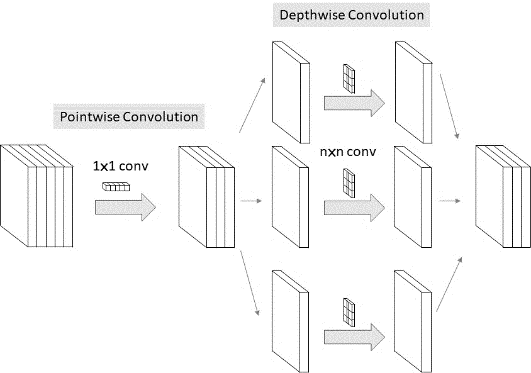 Depthwise Convolution
Pointwise Convolution
1x1 conv
nxn conv